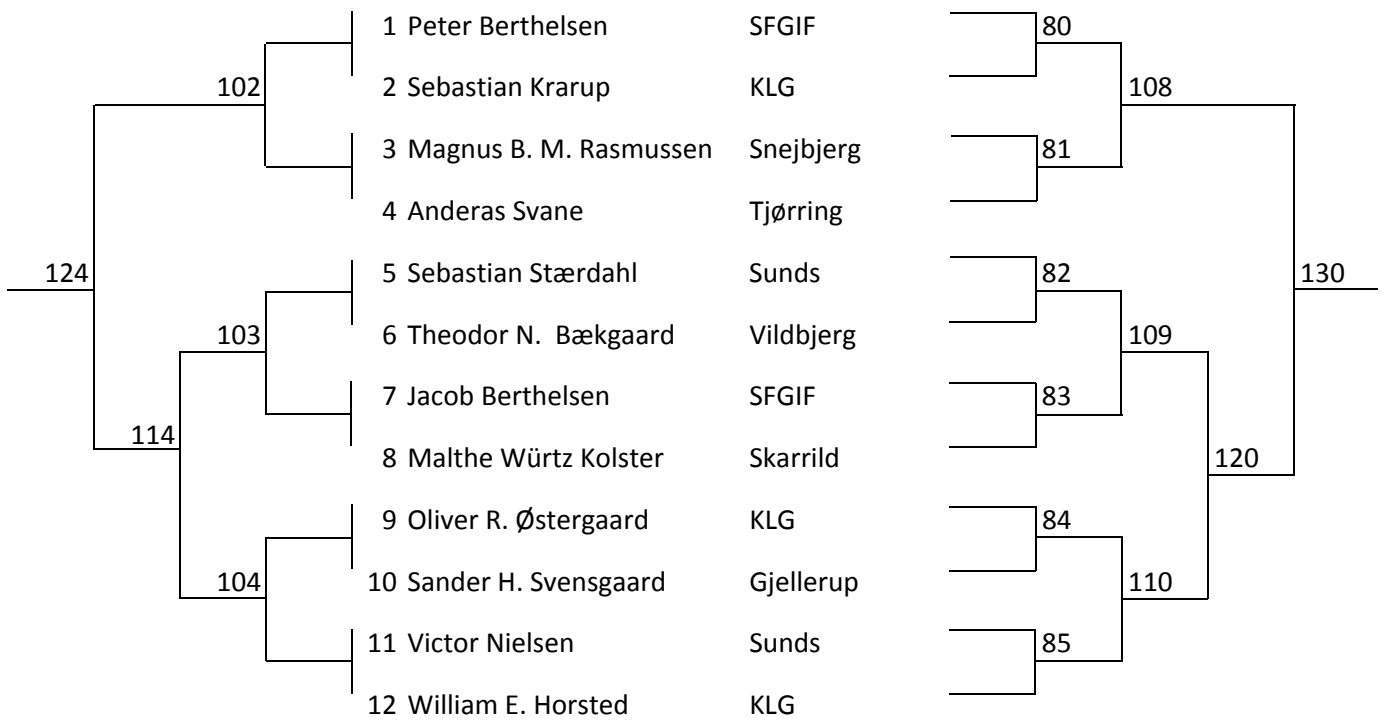 1 Peter Berthelsen SFGIF 80
102 2 Sebastian Krarup KLG 108
3 Magnus B. M. Rasmussen Snejbjerg 81
4 Anderas Svane Tjørring
124 5 Sebastian Stærdahl Sunds 82 130
103 6 Theodor N. Bækgaard Vildbjerg 109
7 Jacob Berthelsen SFGIF 83
114 8 Malthe Würtz Kolster Skarrild 120
9 Oliver R. Østergaard KLG 84
104 10 Sander H. Svensgaard Gjellerup 110
11 Victor Nielsen Sunds 85
12 William E. Horsted KLG